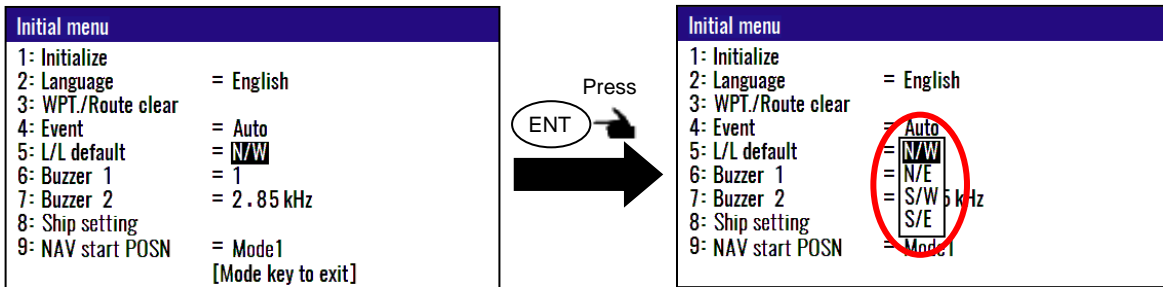 Initial menu
1: Initialize
2: Language = English
3: WPT./Route clear
4: Event = Auto
5: L/L default = N/W
6: Buzzer 1 = 1
7: Buzzer 2 = 2.85 kHz
8: Ship setting
9: NAV start POSN = Mode1
[Mode key to exit]
Press
ENT
Initial menu
1: Initialize
2: Language = English
3: WPT./Route clear
4: Event = Auto
5: L/L default = N/W
6: Buzzer 1 = N/E
7: Buzzer 2 = S/W 5 kHz
8: Ship setting S/E
9: NAV start POSN = Mode1